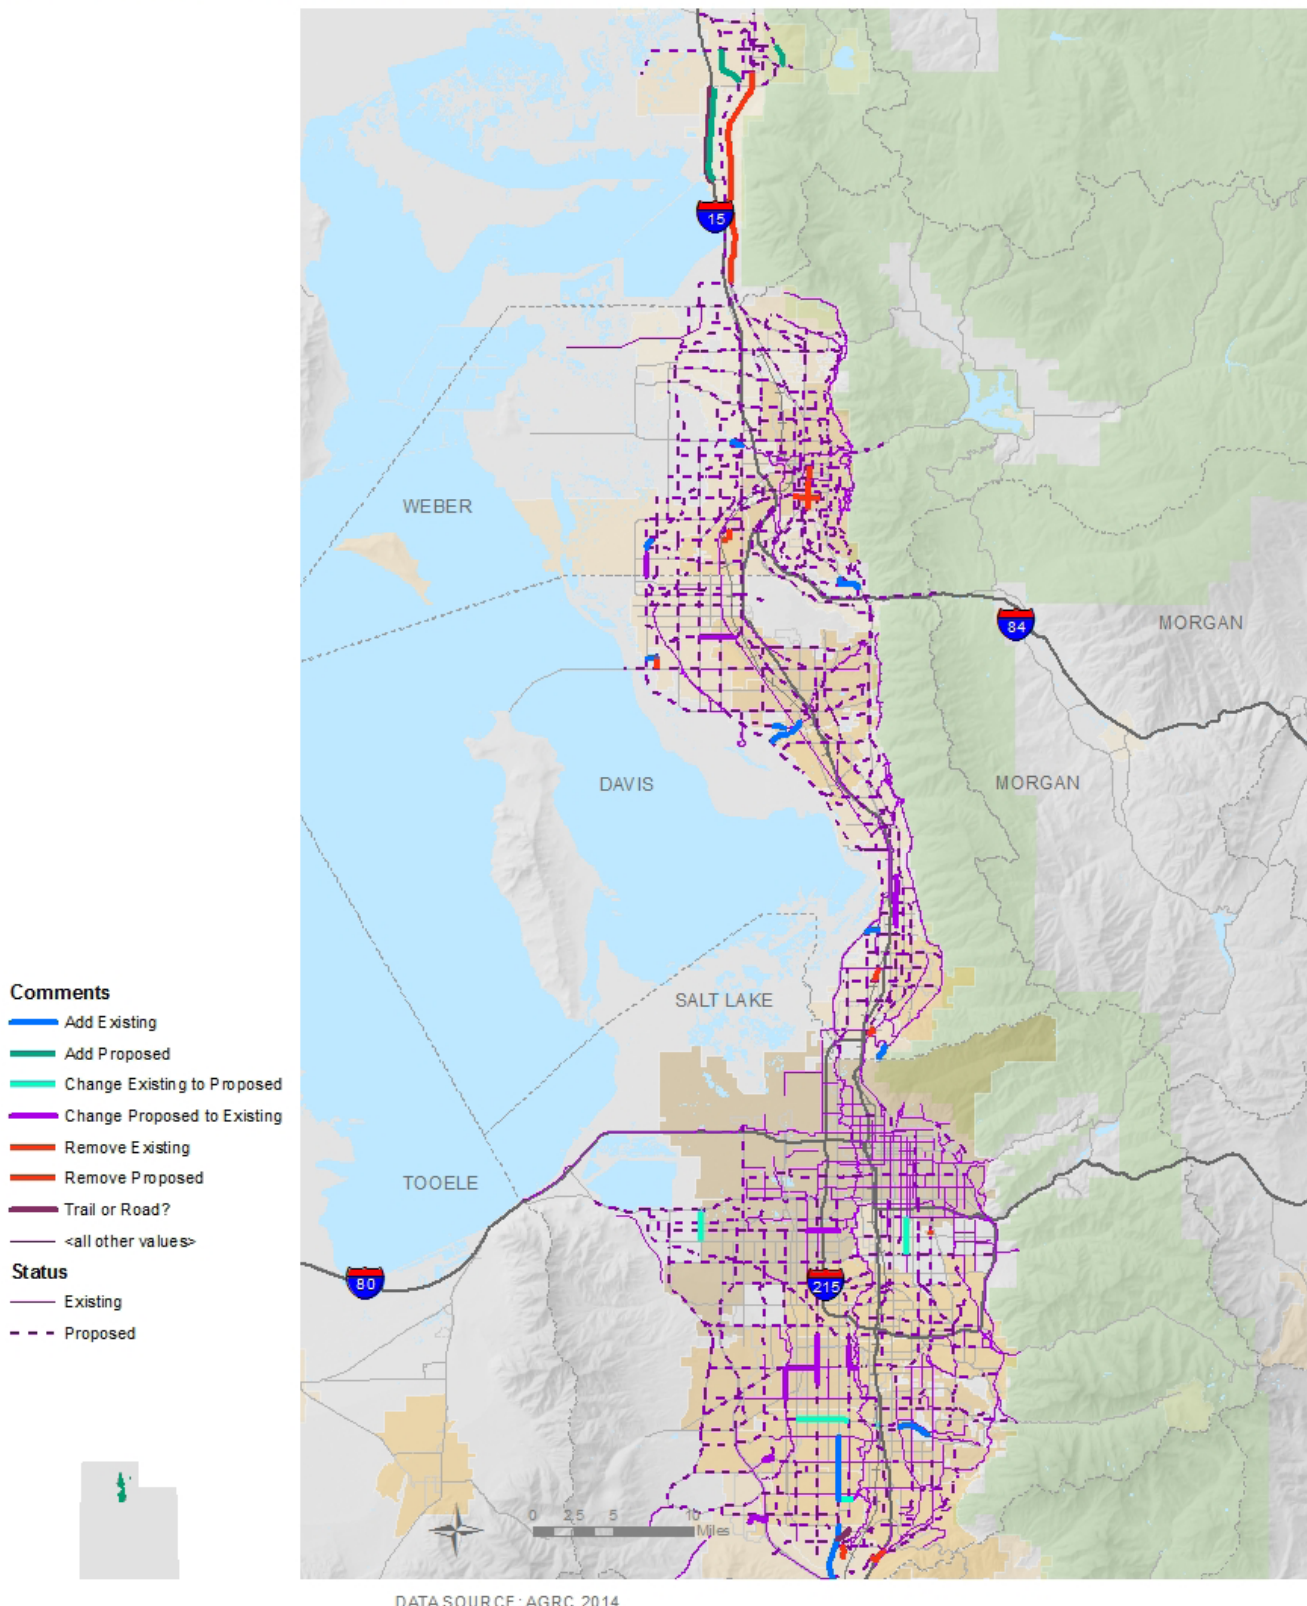 15
WEBER
84
MORGAN
DAVIS
MORGAN
SALT LAKE
TOOELE
80
215
Comments
Add Existing
Add Proposed
Change Existing to Proposed
Change Proposed to Existing
Remove Existing
Remove Proposed
Trail or Road?
<all other values>
Status
Existing
Proposed
0 2.5 5 10
Miles
DATA SOURCE: AGRC 2014